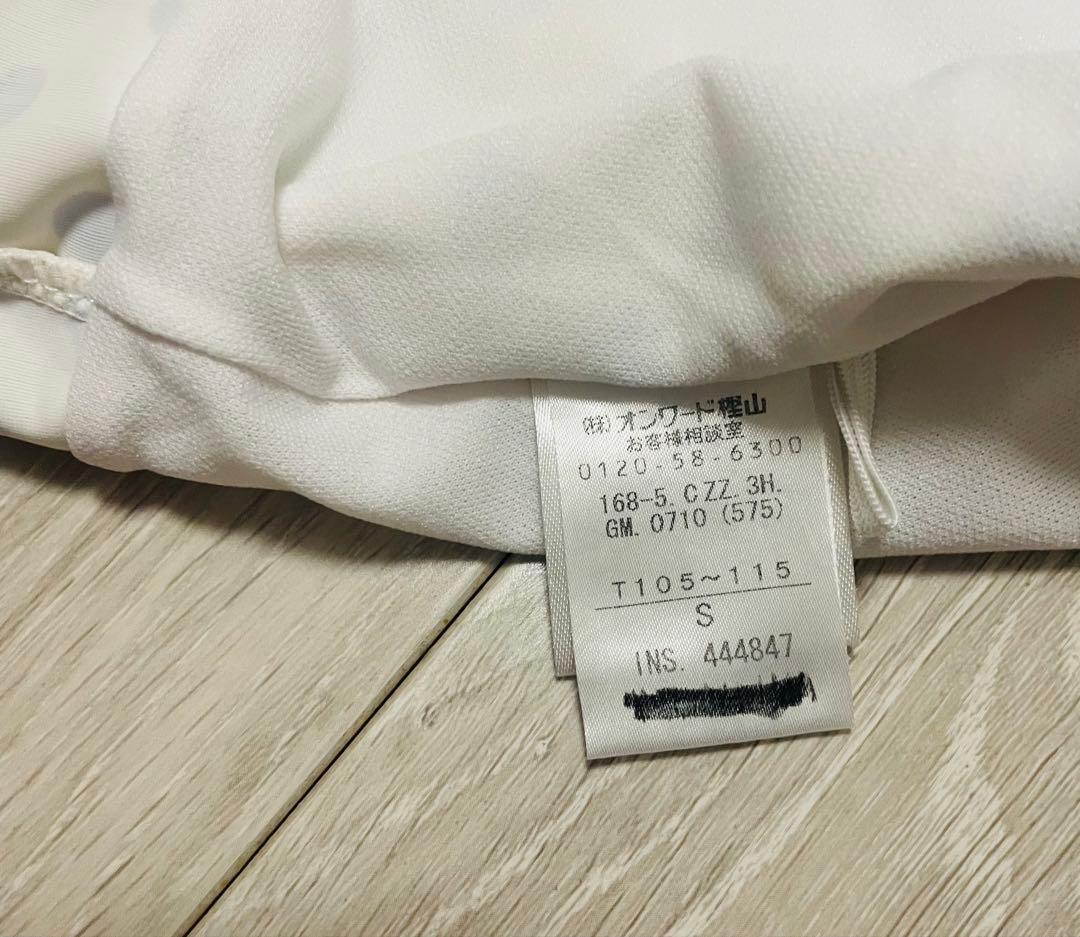 (株)オンワード樫山
お客様相談室
0120-58-6300
168-5. CZZ. 3H.
GM. 0710 (575)
T105~115
S
INS. 444847